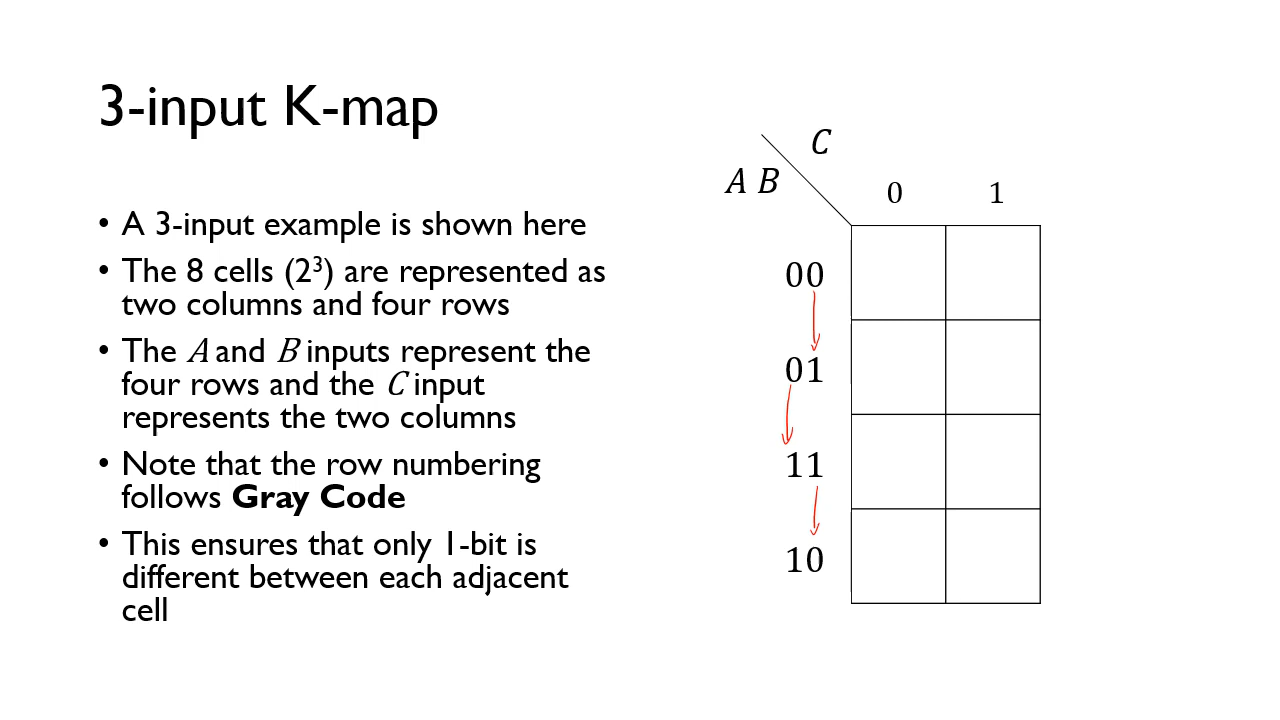 3-input K-map
• A 3-input example is shown here
• The 8 cells (2³) are represented as
two columns and four rows
• The A and B inputs represent the
four rows and the C input
represents the two columns
• Note that the row numbering
follows Gray Code
• This ensures that only 1-bit is
different between each adjacent
cell
C
A B
0 1
00
01
11
10